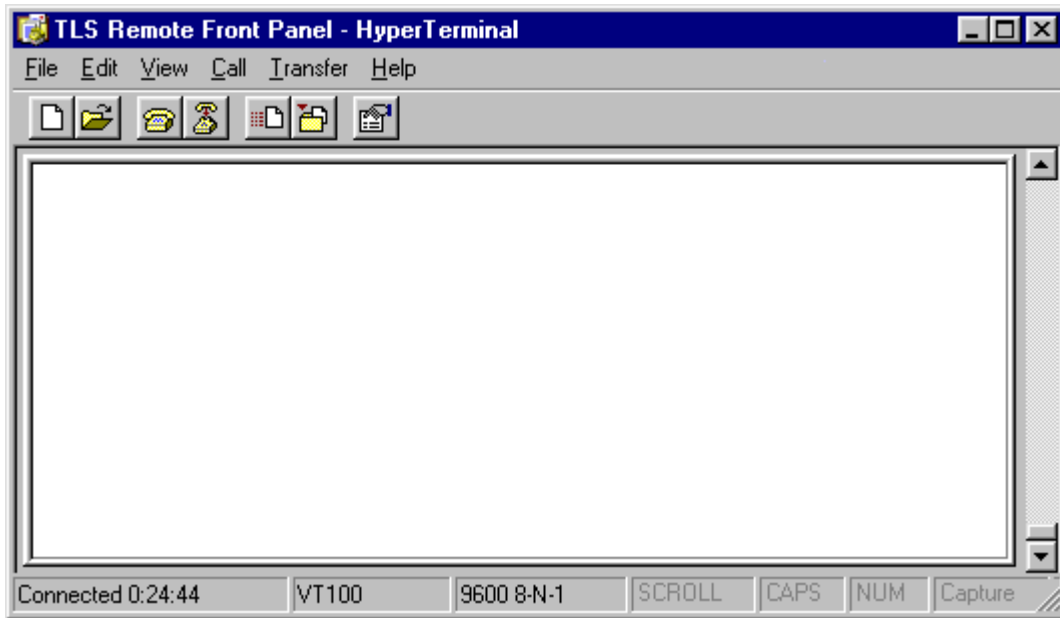 TLS Remote Front Panel - HyperTerminal
File Edit View Call Transfer Help
Connected 0:24:44 VT100 9600 8-N-1 SCROLL CAPS NUM Capture